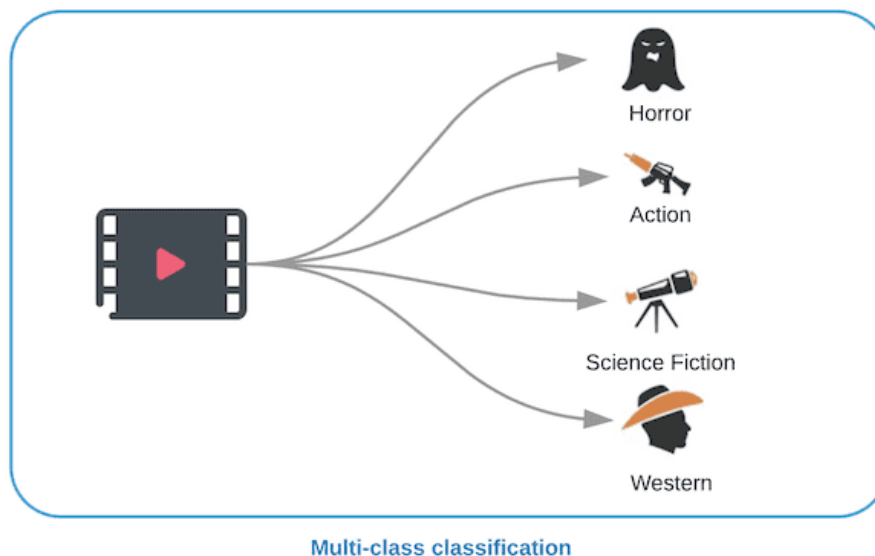 Horror
Action
Science Fiction
Western
Multi-class classification